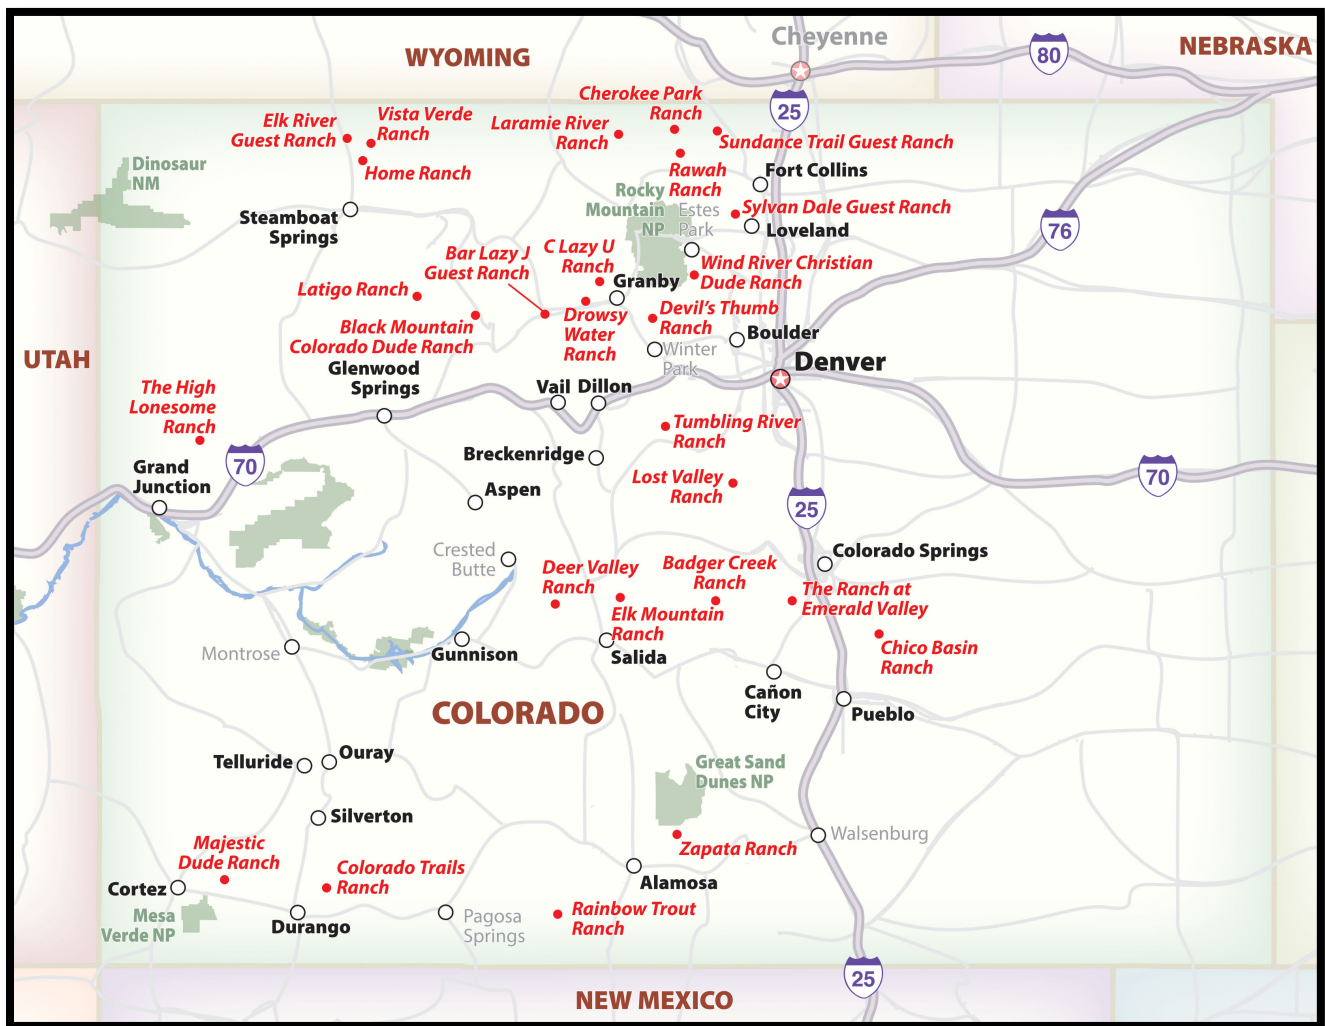 Cheyenne
WYOMING
80
NEBRASKA
25
Cherokee Park
Ranch
Elk River
Guest Ranch
Vista Verde
Ranch
Laramie River
Ranch
Sundance Trail Guest Ranch
Home Ranch
Dinosaur
NM
Rawah
Ranch
Fort Collins
Rocky
Mountain
NP
Estes
Park
Sylvan Dale Guest Ranch
Loveland
76
Steamboat
Springs
Bar Lazy J
Guest Ranch
C Lazy U
Ranch
Wind River Christian
Dude Ranch
Granby
Latigo Ranch
Drowsy
Water
Ranch
Devil's Thumb
Ranch
Black Mountain
Colorado Dude Ranch
Boulder
Winter
Park
Denver
UTAH
Glenwood
Springs
Vail
Dillon
The High
Lonesome
Ranch
Tumbling River
Ranch
Breckenridge
70
Grand
Junction
Lost Valley
Ranch
70
Aspen
25
Crested
Butte
Colorado Springs
Deer Valley
Ranch
Badger Creek
Ranch
The Ranch at
Emerald Valley
Elk Mountain
Ranch
Chico Basin
Ranch
Montrose
Gunnison
Salida
Cañon
City
COLORADO
Pueblo
Telluride
Ouray
Great Sand
Dunes NP
Silverton
Walsenburg
Majestic
Dude Ranch
Zapata Ranch
Colorado Trails
Ranch
Cortez
Alamosa
Mesa
Verde NP
Durango
Pagosa
Springs
Rainbow Trout
Ranch
25
NEW MEXICO